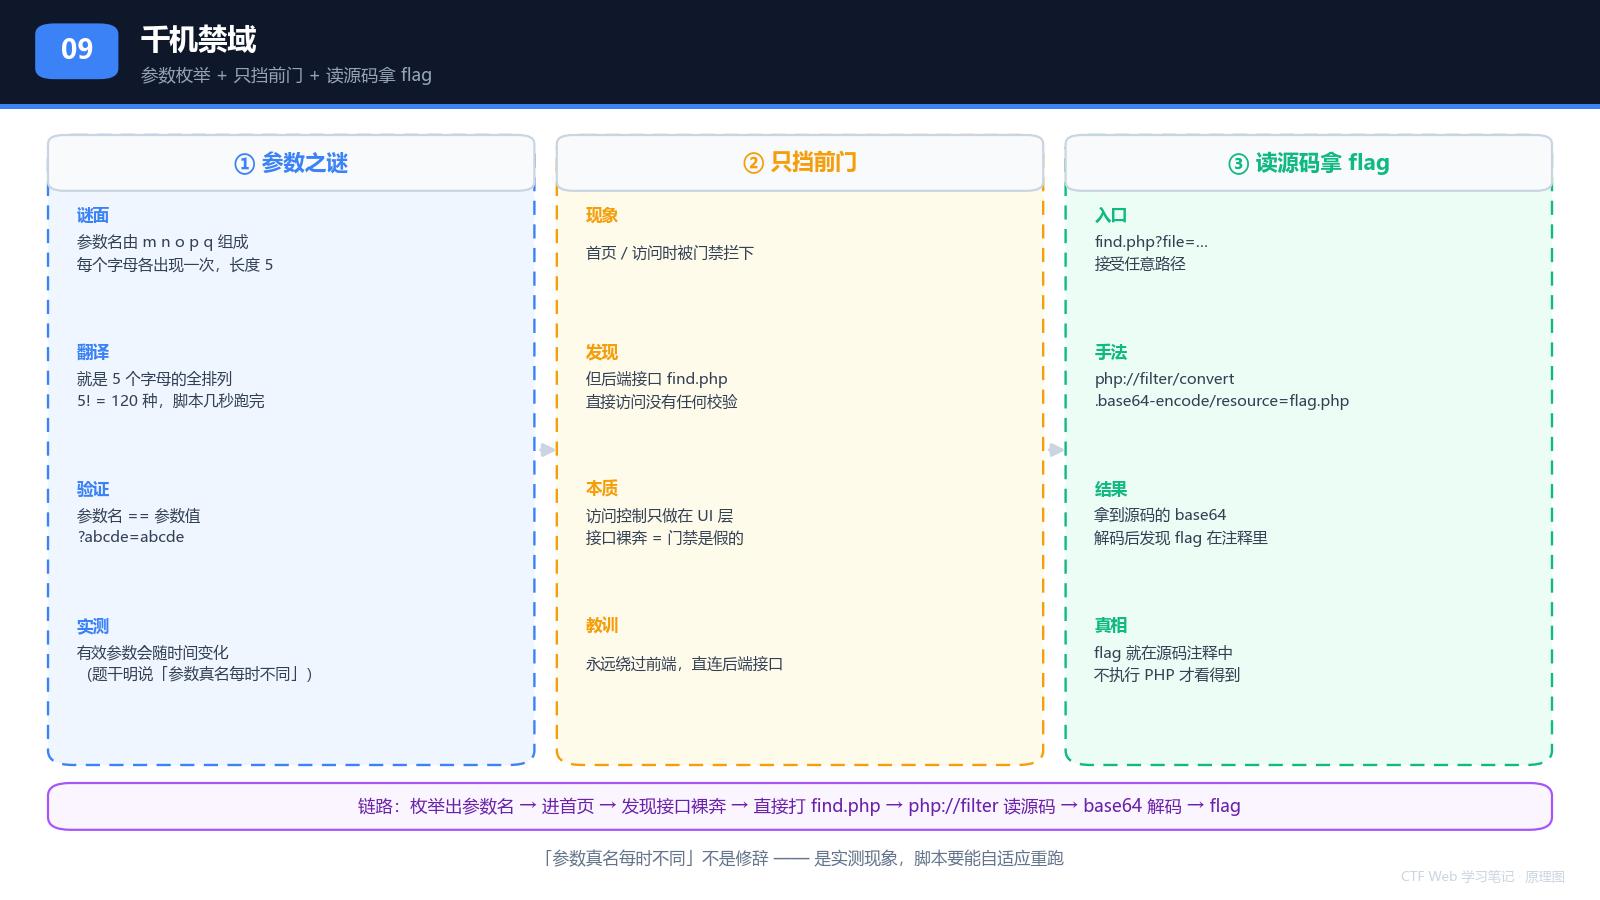 09
千机禁域
参数枚举 + 只挡前门 + 读源码拿 flag
① 参数之谜
谜面
参数名由 m n o p q 组成
每个字母各出现一次，长度 5
翻译
就是 5 个字母的全排列
5! = 120 种，脚本几秒跑完
验证
参数名 == 参数值
?abcde=abcde
实测
有效参数会随时间变化
（题干明说「参数真名每时不同」）
② 只挡前门
现象
首页 / 访问时被门禁拦下
发现
但后端接口 find.php
直接访问没有任何校验
本质
访问控制只做在 UI 层
接口裸奔 = 门禁是假的
教训
永远绕过前端，直连后端接口
③ 读源码拿 flag
入口
find.php?file=...
接受任意路径
手法
php://filter/convert
.base64-encode/resource=flag.php
结果
拿到源码的 base64
解码后发现 flag 在注释里
真相
flag 就在源码注释中
不执行 PHP 才看得到
链路：枚举出参数名 → 进首页 → 发现接口裸奔 → 直接打 find.php → php://filter 读源码 → base64 解码 → flag
「参数真名每时不同」不是修辞 —— 是实测现象，脚本要能自适应重跑
CTF Web 学习笔记 · 原理图